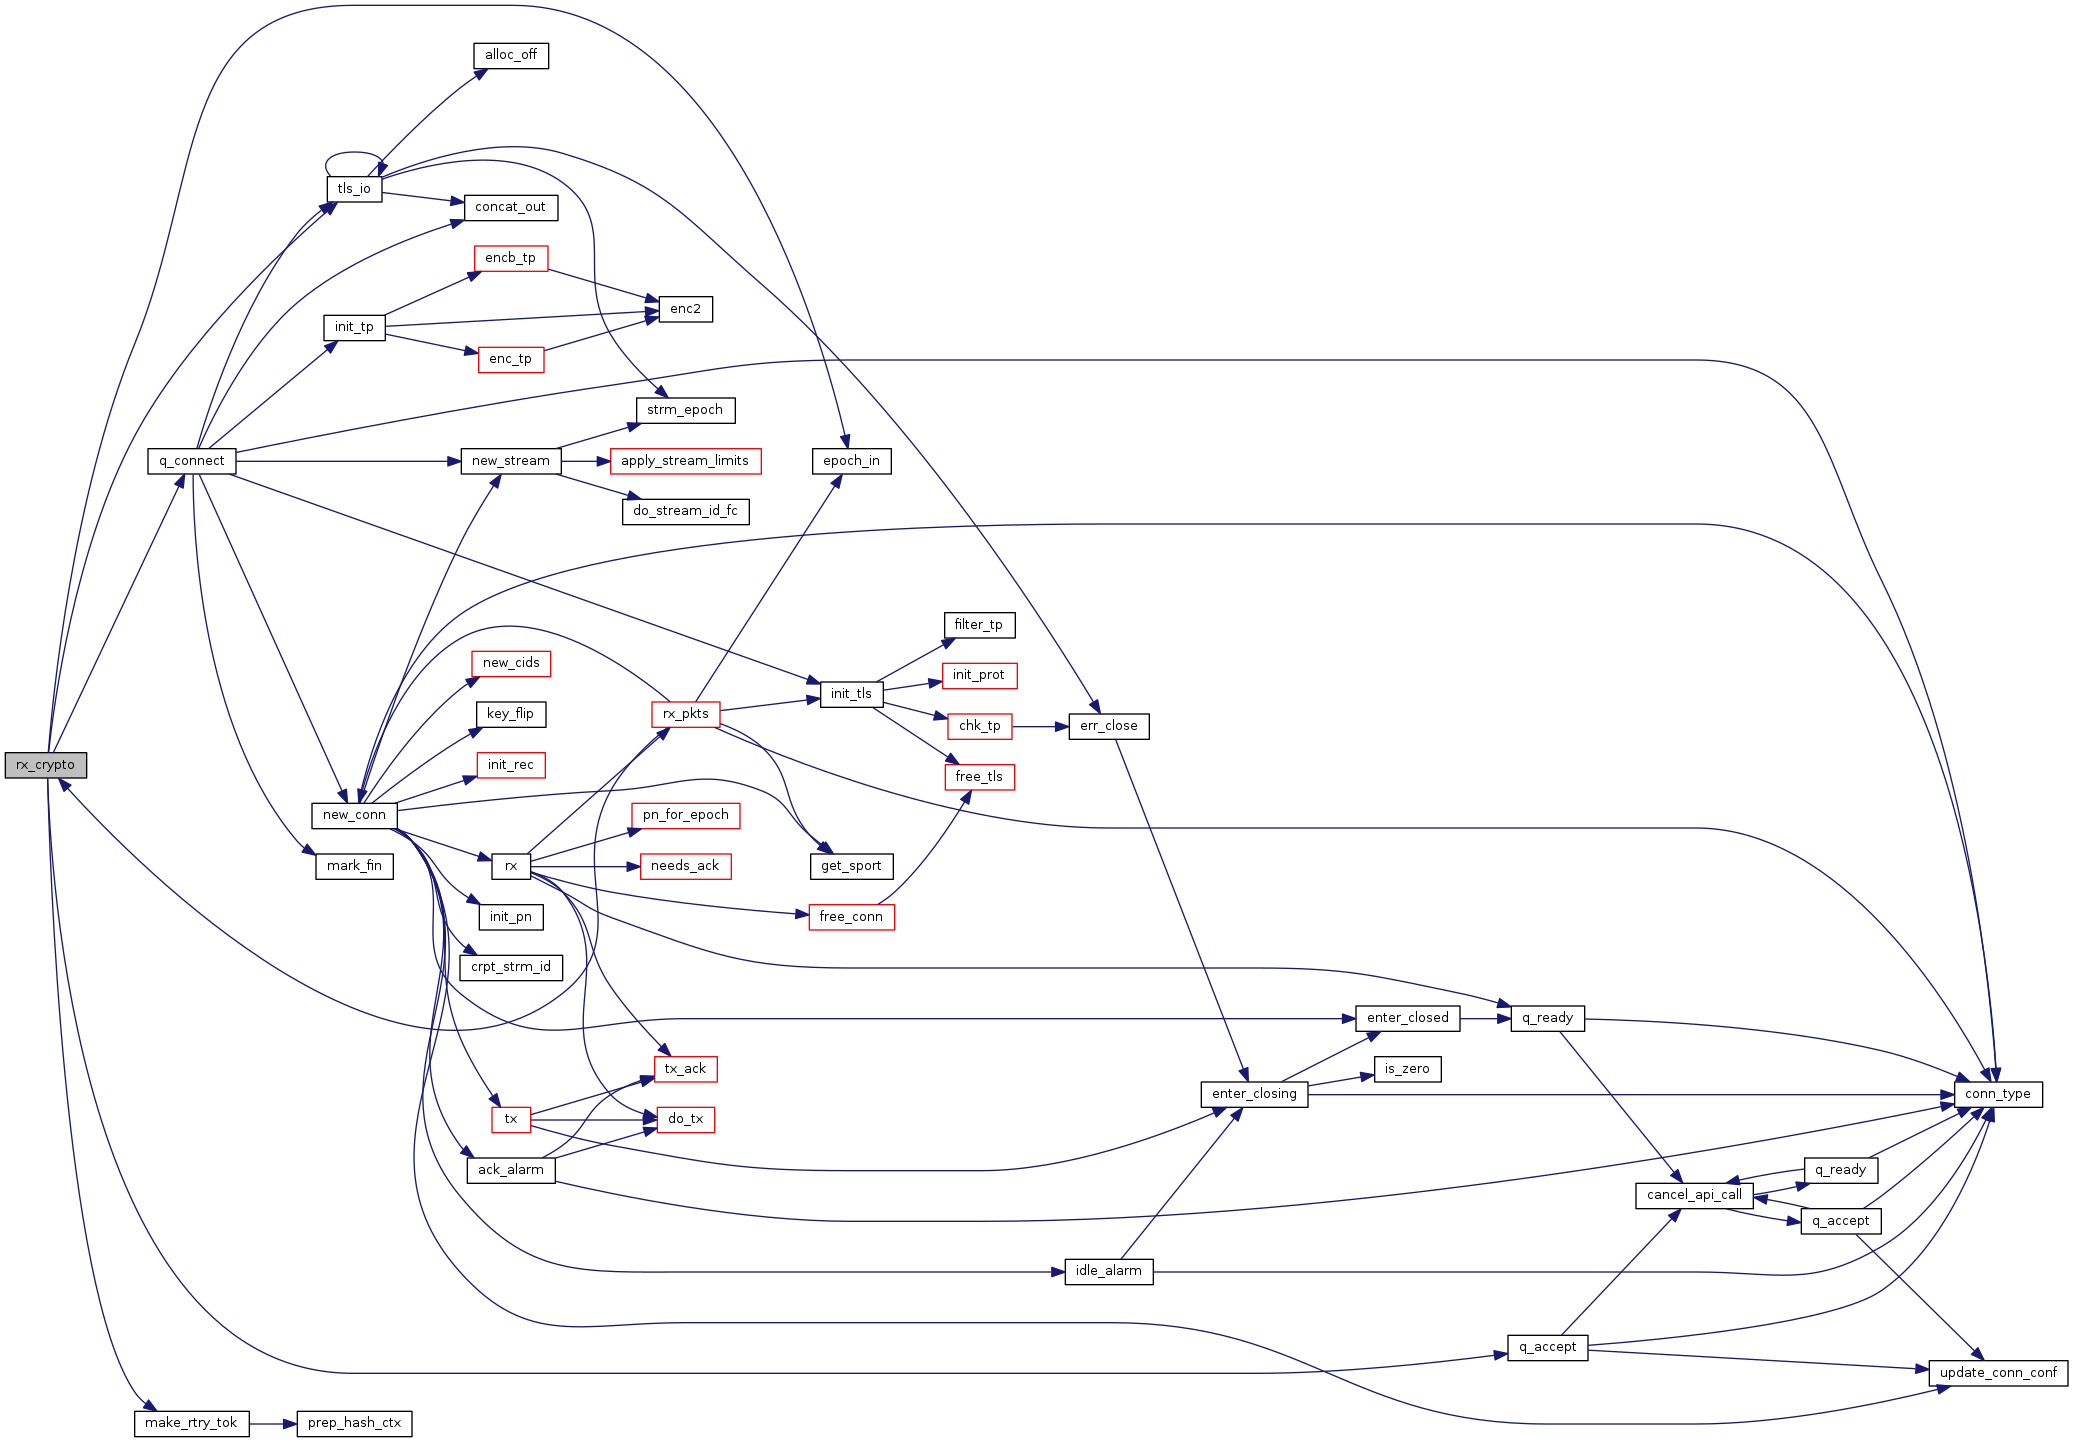 alloc_off
tls_io
concat_out
encb_tp
enc2
init_tp
enc_tp
strm_epoch
q_connect
new_stream
apply_stream_limits
epoch_in
do_stream_id_fc
filter_tp
new_cids
init_prot
init_tls
key_flip
rx_pkts
chk_tp
err_close
rx_crypto
init_rec
free_tls
new_conn
pn_for_epoch
mark_fin
rx
needs_ack
get_sport
init_pn
free_conn
crpt_strm_id
enter_closed
q_ready
tx_ack
is_zero
enter_closing
conn_type
tx
do_tx
ack_alarm
q_ready
cancel_api_call
q_accept
idle_alarm
q_accept
update_conn_conf
make_rtry_tok
prep_hash_ctx